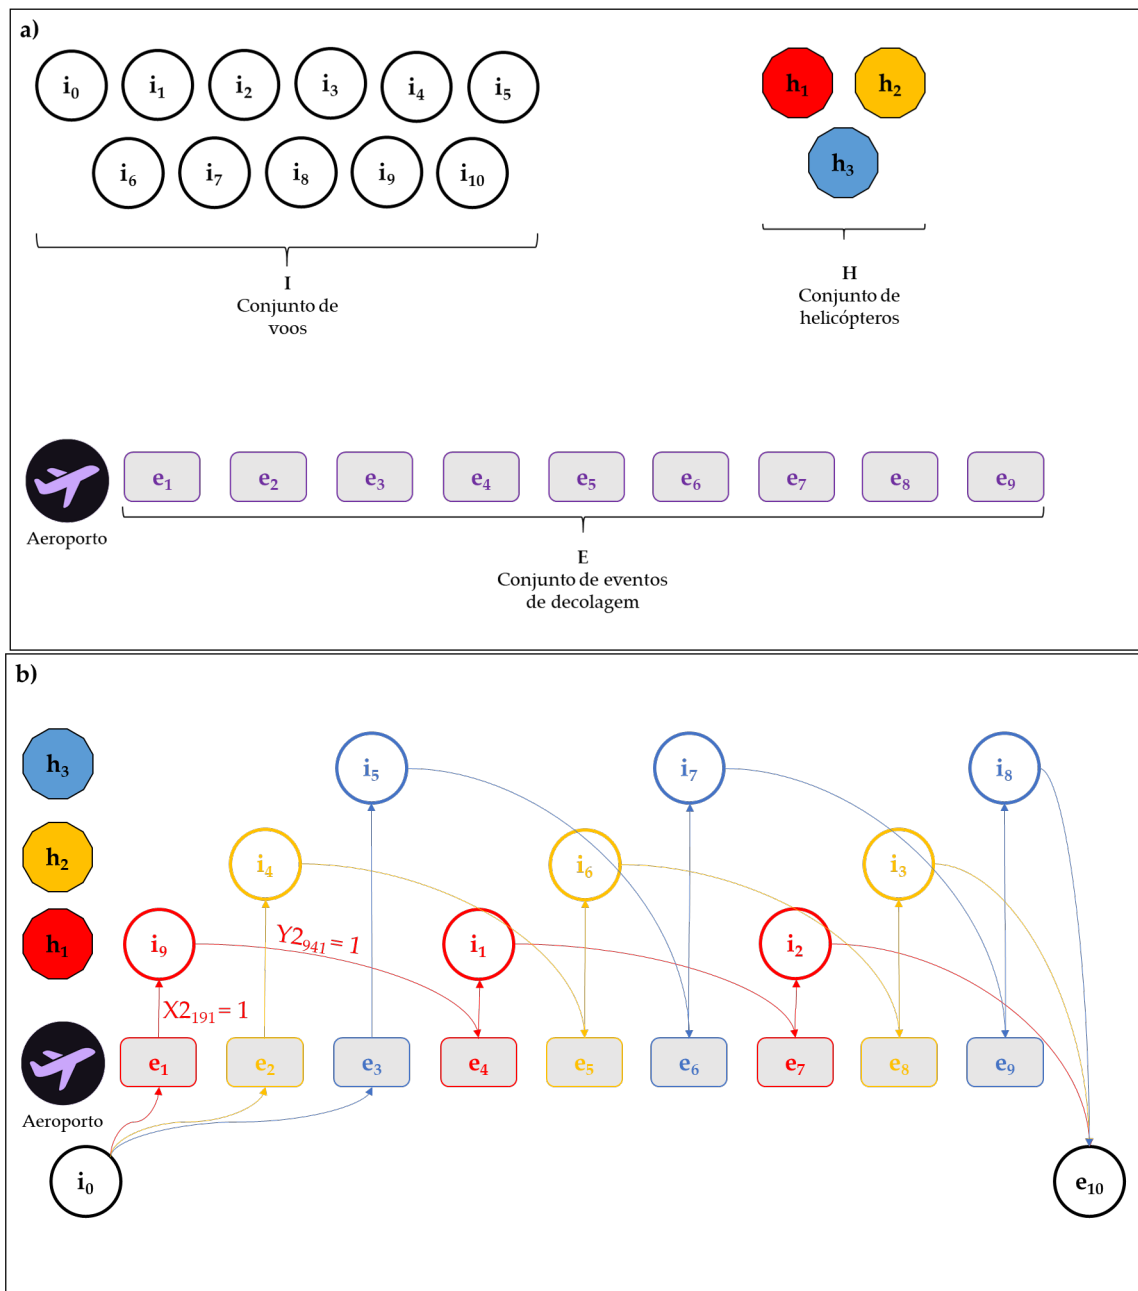 a)
i₀ i₁ i₂ i₃ i₄ i₅
h₁ h₂
i₆ i₇ i₈ i₉ i₁₀
h₃
I
Conjunto de
voos
H
Conjunto de
helicópteros
e₁ e₂ e₃ e₄ e₅ e₆ e₇ e₈ e₉
Aeroporto
E
Conjunto de eventos
de decolagem
b)
h₃ i₅ i₇ i₈
h₂ i₄ i₆ i₃
h₁ i₉ Y2₉₄₁ = 1 i₁ i₂
X2₁₉₁ = 1
e₁ e₂ e₃ e₄ e₅ e₆ e₇ e₈ e₉
Aeroporto
i₀ e₁₀